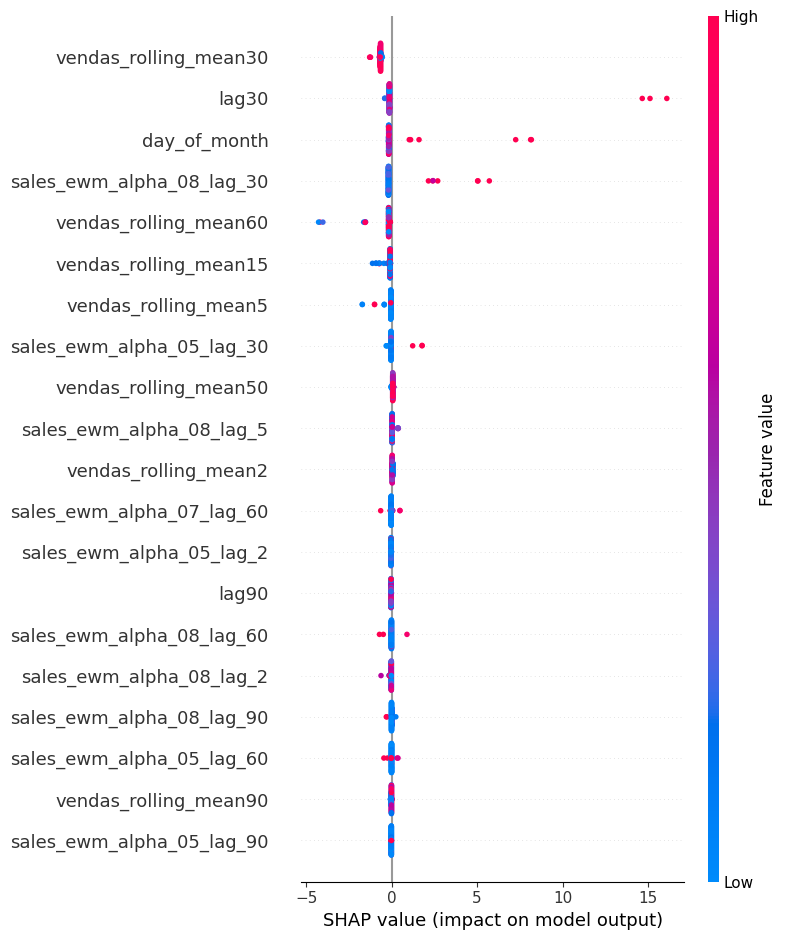 High
vendas_rolling_mean30
lag30
day_of_month
sales_ewm_alpha_08_lag_30
vendas_rolling_mean60
vendas_rolling_mean15
vendas_rolling_mean5
sales_ewm_alpha_05_lag_30
vendas_rolling_mean50
sales_ewm_alpha_08_lag_5
vendas_rolling_mean2
sales_ewm_alpha_07_lag_60
sales_ewm_alpha_05_lag_2
lag90
sales_ewm_alpha_08_lag_60
sales_ewm_alpha_08_lag_2
sales_ewm_alpha_08_lag_90
sales_ewm_alpha_05_lag_60
vendas_rolling_mean90
sales_ewm_alpha_05_lag_90
Feature value
Low
−5 0 5 10 15
SHAP value (impact on model output)